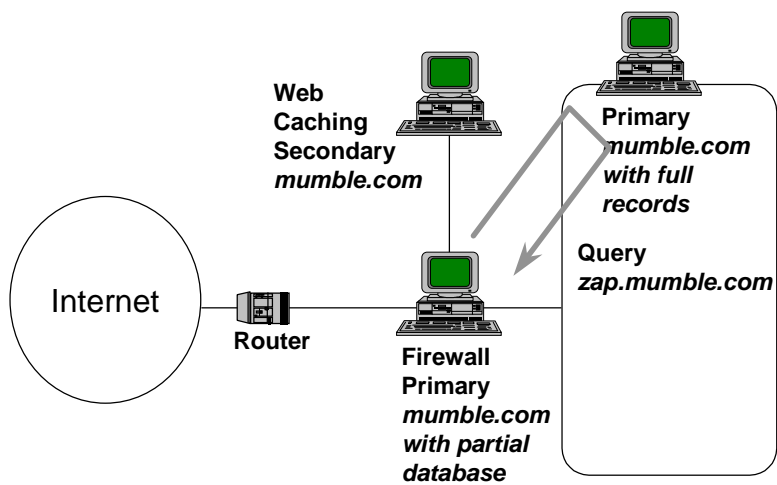 Web
Caching
Secondary
mumble.com
Primary
mumble.com
with full
records
Query
zap.mumble.com
Internet
Router
Firewall
Primary
mumble.com
with partial
database